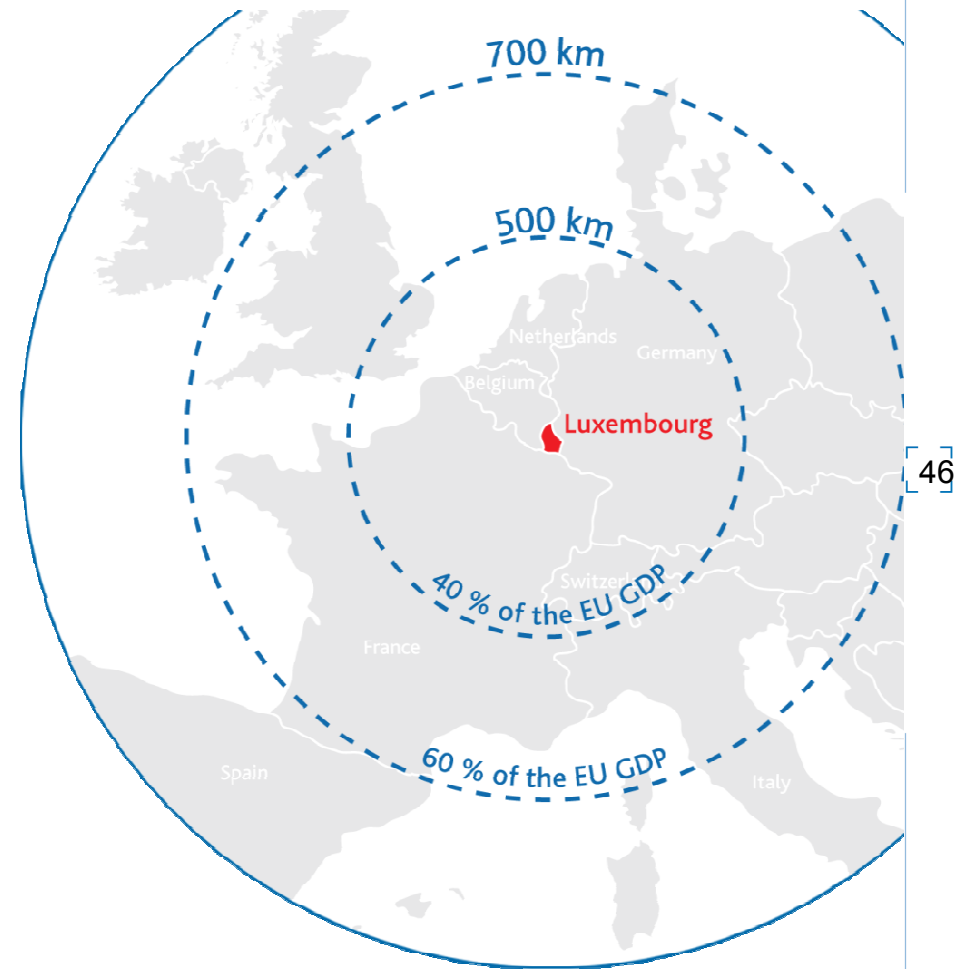 700 km
500 km
Netherlands
Germany
Belgium
Luxembourg
46
40 % of the EU GDP
France
60 % of the EU GDP
Spain
Italy